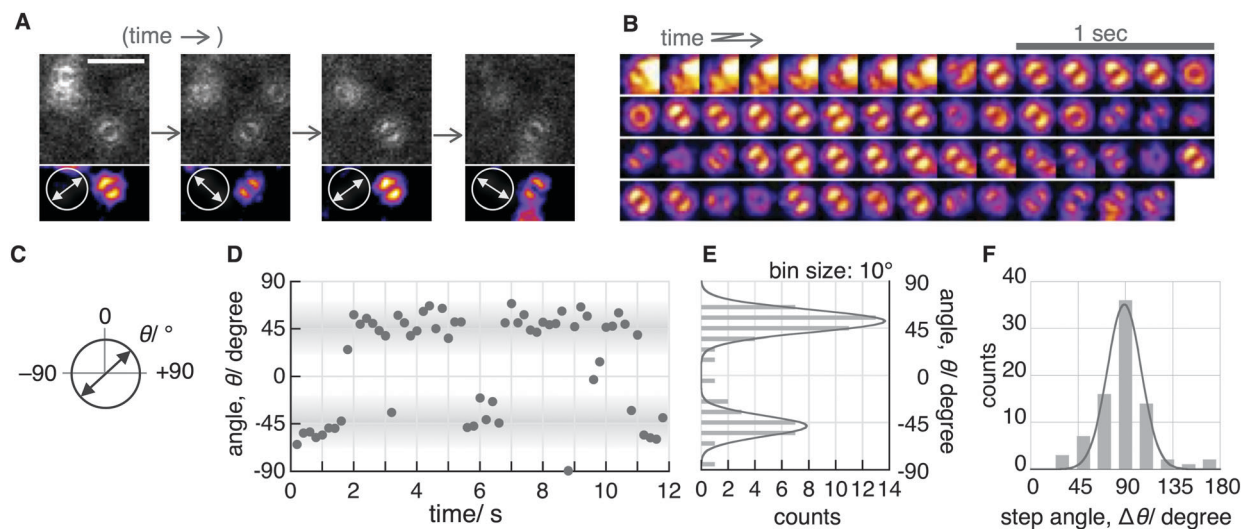 A
(time → )
B
time
1 sec
C
0
θ/ °
–90
+90
D
angle, θ/ degree
90
45
0
-45
-90
0
2
4
6
8
10
12
time/ s
E
bin size: 10°
90
45
0
-45
-90
angle, θ/ degree
0 2 4 6 8 10 12 14
counts
F
counts
40
30
20
10
0
0
45
90
135
180
step angle, Δθ/ degree